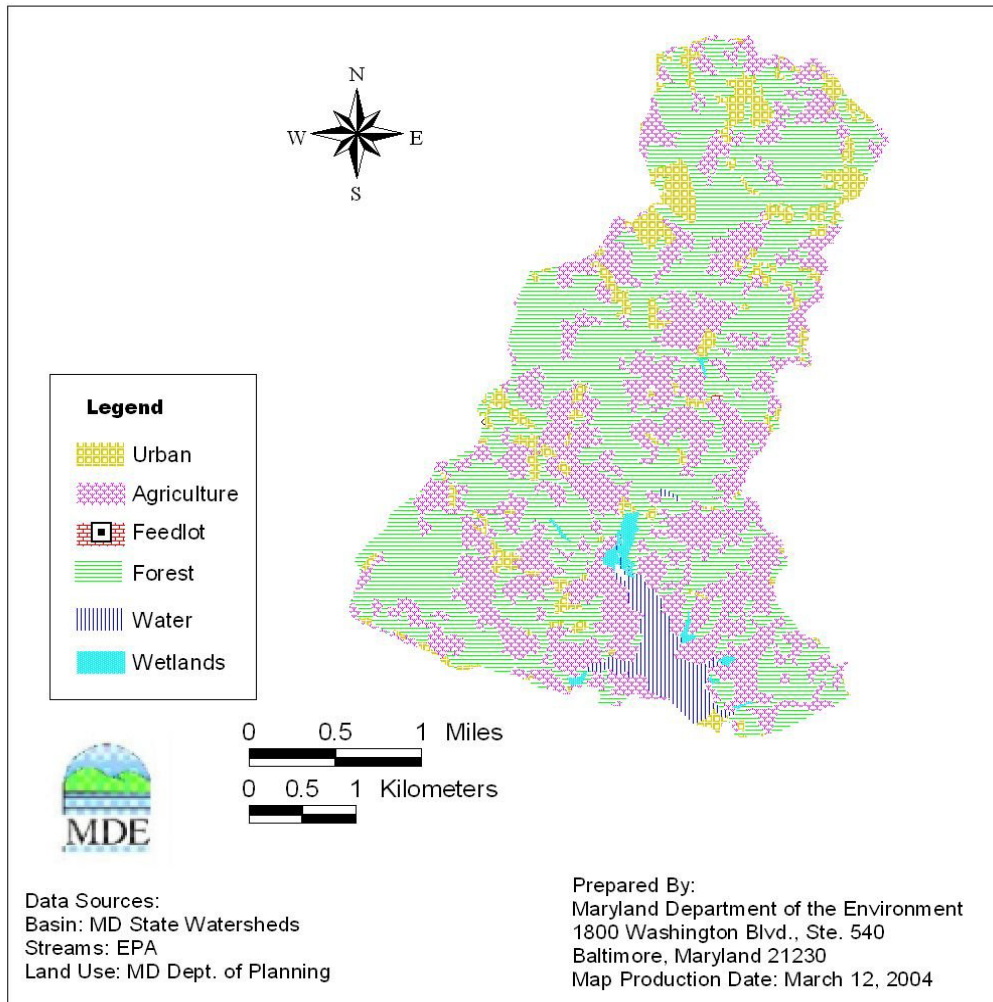 N
W E
S
Legend
Urban
Agriculture
Feedlot
Forest
Water
Wetlands
0 0.5 1 Miles
0 0.5 1 Kilometers
MDE
Data Sources:
Basin: MD State Watersheds
Streams: EPA
Land Use: MD Dept. of Planning
Prepared By:
Maryland Department of the Environment
1800 Washington Blvd., Ste. 540
Baltimore, Maryland 21230
Map Production Date: March 12, 2004